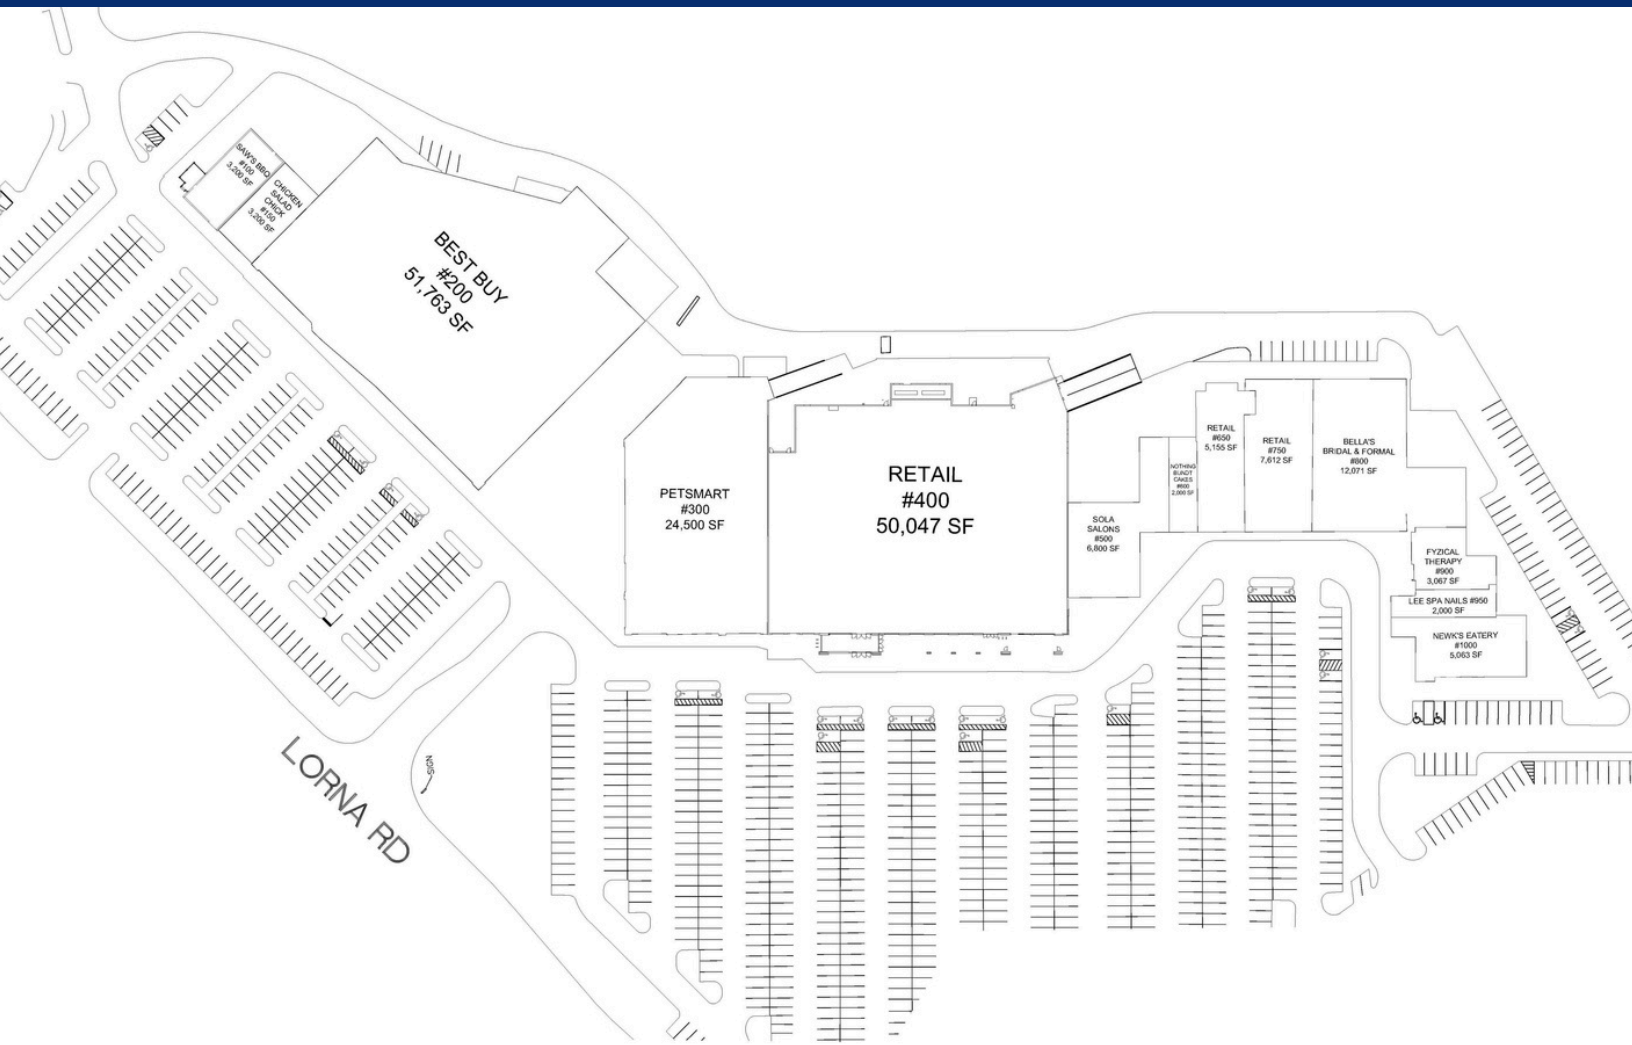 SAW'S BBQ
#100
3,200 SF
CHICKEN
SALAD
CHICK
#150
3,200 SF
BEST BUY
#200
51,763 SF
PETSMART
#300
24,500 SF
RETAIL
#400
50,047 SF
SOLA
SALONS
#500
6,800 SF
NOTHING
BUNDT
CAKES
#600
2,000 SF
RETAIL
#650
5,155 SF
RETAIL
#750
7,612 SF
BELLA'S
BRIDAL & FORMAL
#800
12,071 SF
FYZICAL
THERAPY
#900
3,067 SF
LEE SPA NAILS #950
2,000 SF
NEWK'S EATERY
#1000
5,063 SF
SIGN
LORNA RD